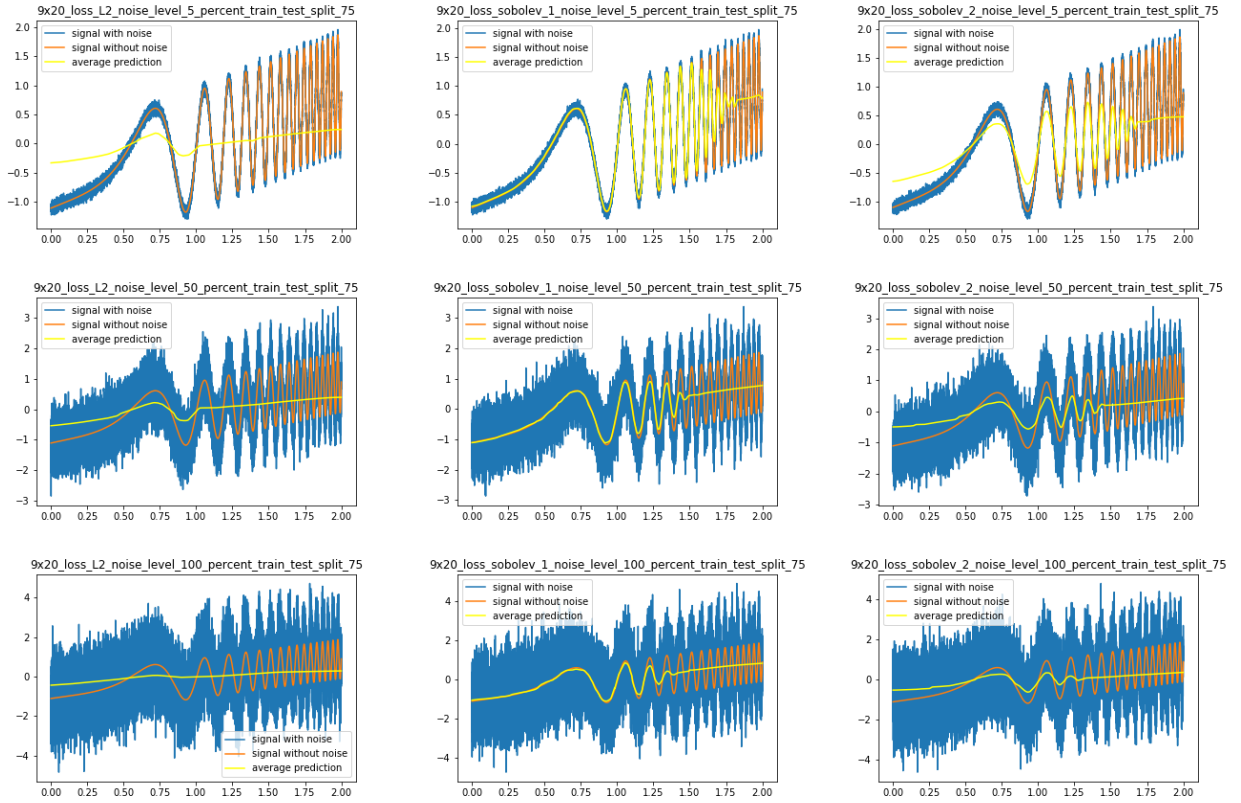 9x20_loss_L2_noise_level_5_percent_train_test_split_75
signal with noise
signal without noise
average prediction
2.0
1.5
1.0
0.5
0.0
−0.5
−1.0
0.00 0.25 0.50 0.75 1.00 1.25 1.50 1.75 2.00
9x20_loss_sobolev_1_noise_level_5_percent_train_test_split_75
signal with noise
signal without noise
average prediction
2.0
1.5
1.0
0.5
0.0
−0.5
−1.0
0.00 0.25 0.50 0.75 1.00 1.25 1.50 1.75 2.00
9x20_loss_sobolev_2_noise_level_5_percent_train_test_split_75
signal with noise
signal without noise
average prediction
2.0
1.5
1.0
0.5
0.0
−0.5
−1.0
0.00 0.25 0.50 0.75 1.00 1.25 1.50 1.75 2.00
9x20_loss_L2_noise_level_50_percent_train_test_split_75
signal with noise
signal without noise
average prediction
3
2
1
0
−1
−2
−3
0.00 0.25 0.50 0.75 1.00 1.25 1.50 1.75 2.00
9x20_loss_sobolev_1_noise_level_50_percent_train_test_split_75
signal with noise
signal without noise
average prediction
3
2
1
0
−1
−2
−3
0.00 0.25 0.50 0.75 1.00 1.25 1.50 1.75 2.00
9x20_loss_sobolev_2_noise_level_50_percent_train_test_split_75
signal with noise
signal without noise
average prediction
3
2
1
0
−1
−2
−3
0.00 0.25 0.50 0.75 1.00 1.25 1.50 1.75 2.00
9x20_loss_L2_noise_level_100_percent_train_test_split_75
4
2
0
−2
−4
signal with noise
signal without noise
average prediction
0.00 0.25 0.50 0.75 1.00 1.25 1.50 1.75 2.00
9x20_loss_sobolev_1_noise_level_100_percent_train_test_split_75
signal with noise
signal without noise
average prediction
4
2
0
−2
−4
0.00 0.25 0.50 0.75 1.00 1.25 1.50 1.75 2.00
9x20_loss_sobolev_2_noise_level_100_percent_train_test_split_75
signal with noise
signal without noise
average prediction
4
2
0
−2
−4
0.00 0.25 0.50 0.75 1.00 1.25 1.50 1.75 2.00